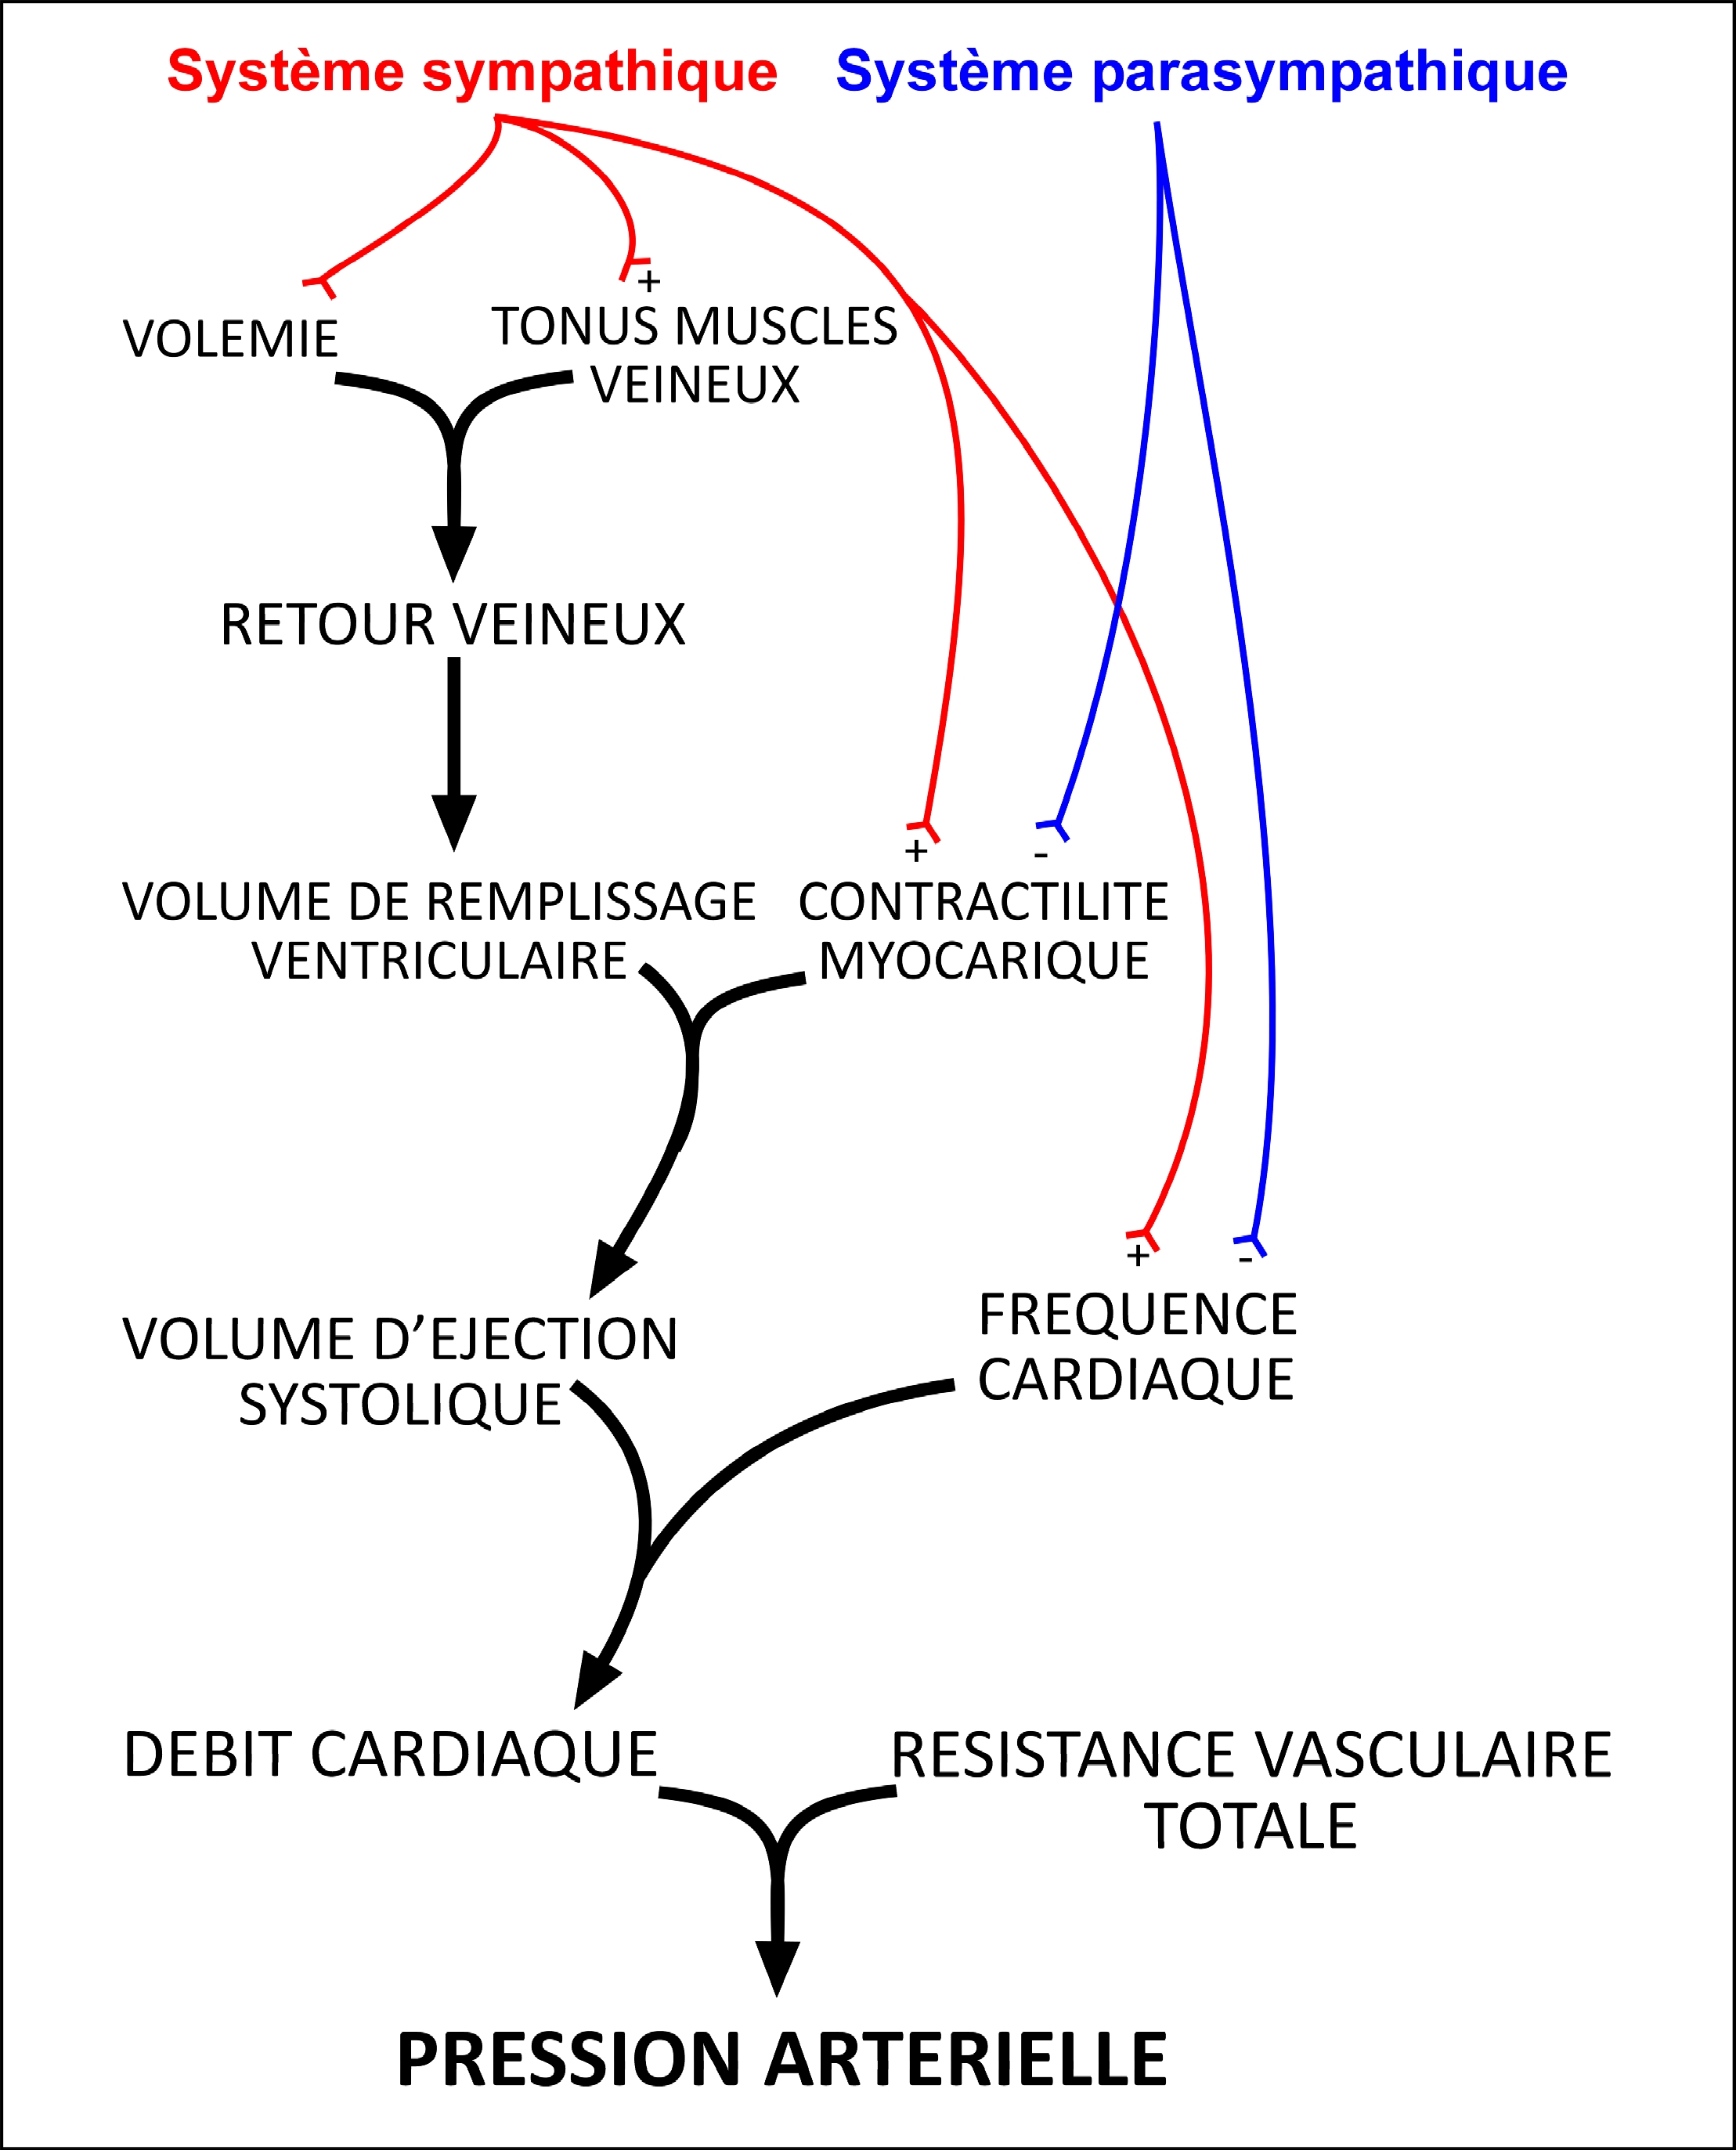 Système sympathique
Système parasympathique
+
VOLEMIE
TONUS MUSCLES
VEINEUX
RETOUR VEINEUX
+
-
VOLUME DE REMPLISSAGE
VENTRICULAIRE
CONTRACTILITE
MYOCARIQUE
+
-
VOLUME D’EJECTION
SYSTOLIQUE
FREQUENCE
CARDIAQUE
DEBIT CARDIAQUE
RESISTANCE VASCULAIRE
TOTALE
PRESSION ARTERIELLE